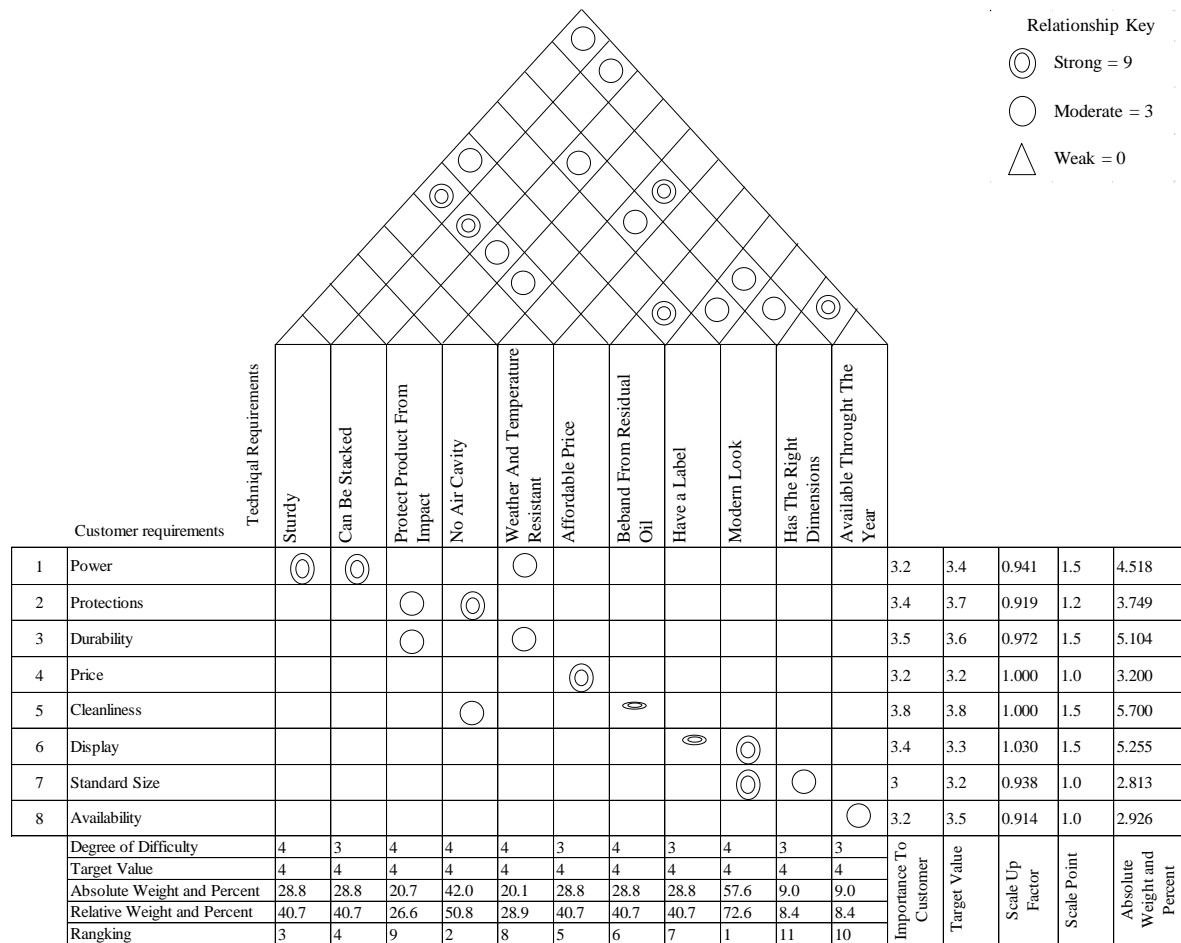 Relationship Key
Strong = 9
Moderate = 3
Weak = 0
Techniqal Requirements
Customer requirements
Sturdy
Can Be Stacked
Protect Product From
Impact
No Air Cavity
Weather And Temperature
Resistant
Affordable Price
Beband From Residual
Oil
Have a Label
Modern Look
Has The Right
Dimensions
Available Throught The
Year
1 Power 3.2 3.4 0.941 1.5 4.518
2 Protections 3.4 3.7 0.919 1.2 3.749
3 Durability 3.5 3.6 0.972 1.5 5.104
4 Price 3.2 3.2 1.000 1.0 3.200
5 Cleanliness 3.8 3.8 1.000 1.5 5.700
6 Display 3.4 3.3 1.030 1.5 5.255
7 Standard Size 3 3.2 0.938 1.0 2.813
8 Availability 3.2 3.5 0.914 1.0 2.926
Degree of Difficulty 4 3 4 4 4 3 4 3 4 3 3
Target Value 4 4 4 4 4 4 4 4 4 4 4
Absolute Weight and Percent 28.8 28.8 20.7 42.0 20.1 28.8 28.8 28.8 57.6 9.0 9.0
Relative Weight and Percent 40.7 40.7 26.6 50.8 28.9 40.7 40.7 40.7 72.6 8.4 8.4
Rangking 3 4 9 2 8 5 6 7 1 11 10
Importance To
Customer
Target Value
Scale Up
Factor
Scale Point
Absolute
Weight and
Percent